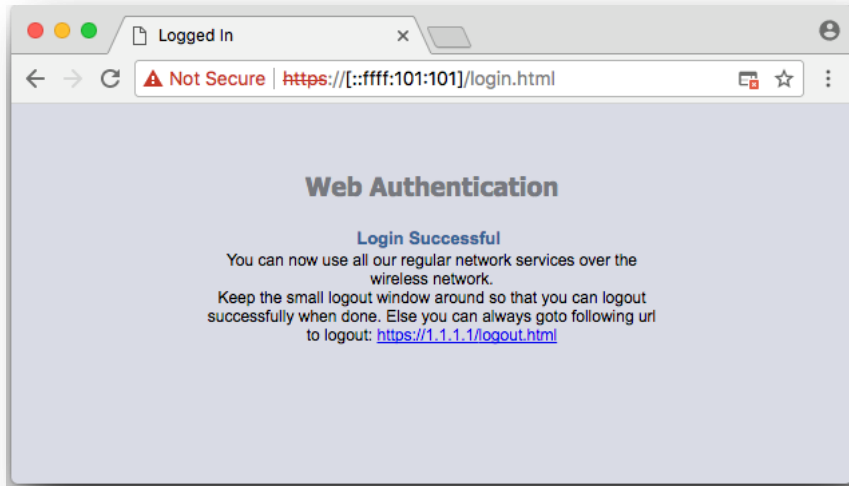 Logged In
Not Secure https://[::ffff:101:101]/login.html
Web Authentication
Login Successful
You can now use all our regular network services over the
wireless network.
Keep the small logout window around so that you can logout
successfully when done. Else you can always goto following url
to logout: https://1.1.1.1/logout.html